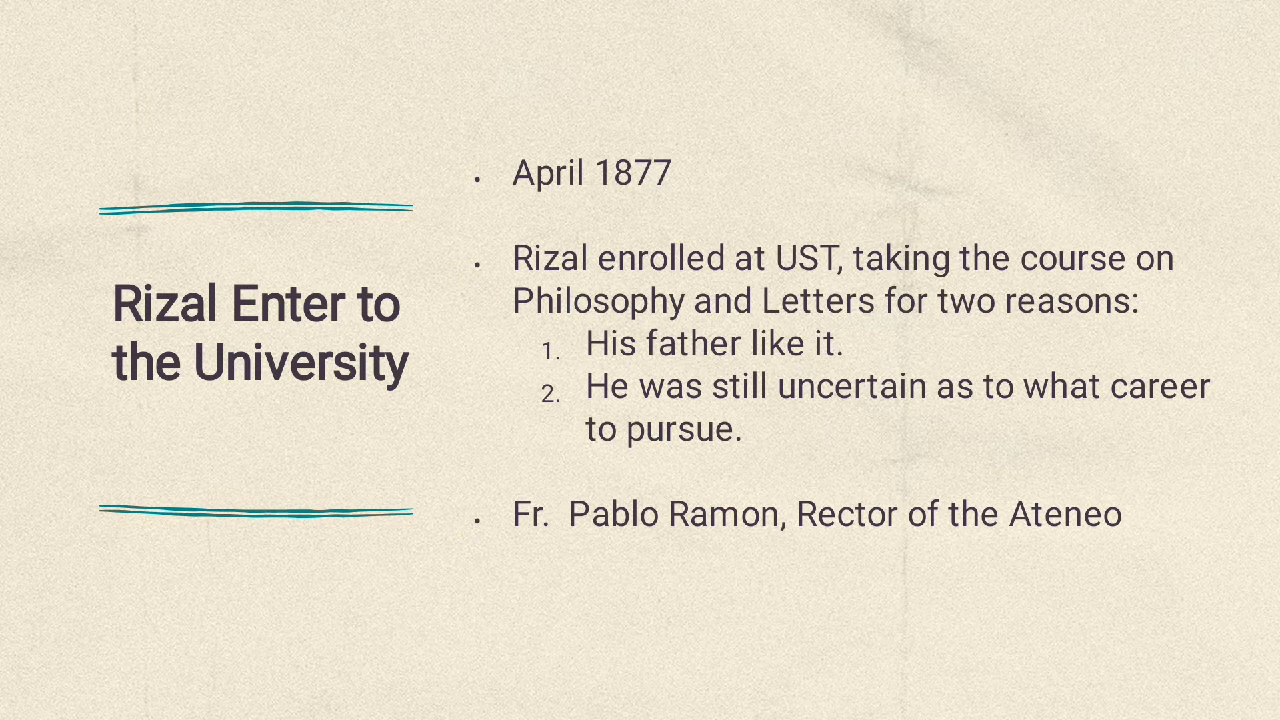 Rizal Enter to
the University
• April 1877
• Rizal enrolled at UST, taking the course on
Philosophy and Letters for two reasons:
1. His father like it.
2. He was still uncertain as to what career
to pursue.
• Fr. Pablo Ramon, Rector of the Ateneo